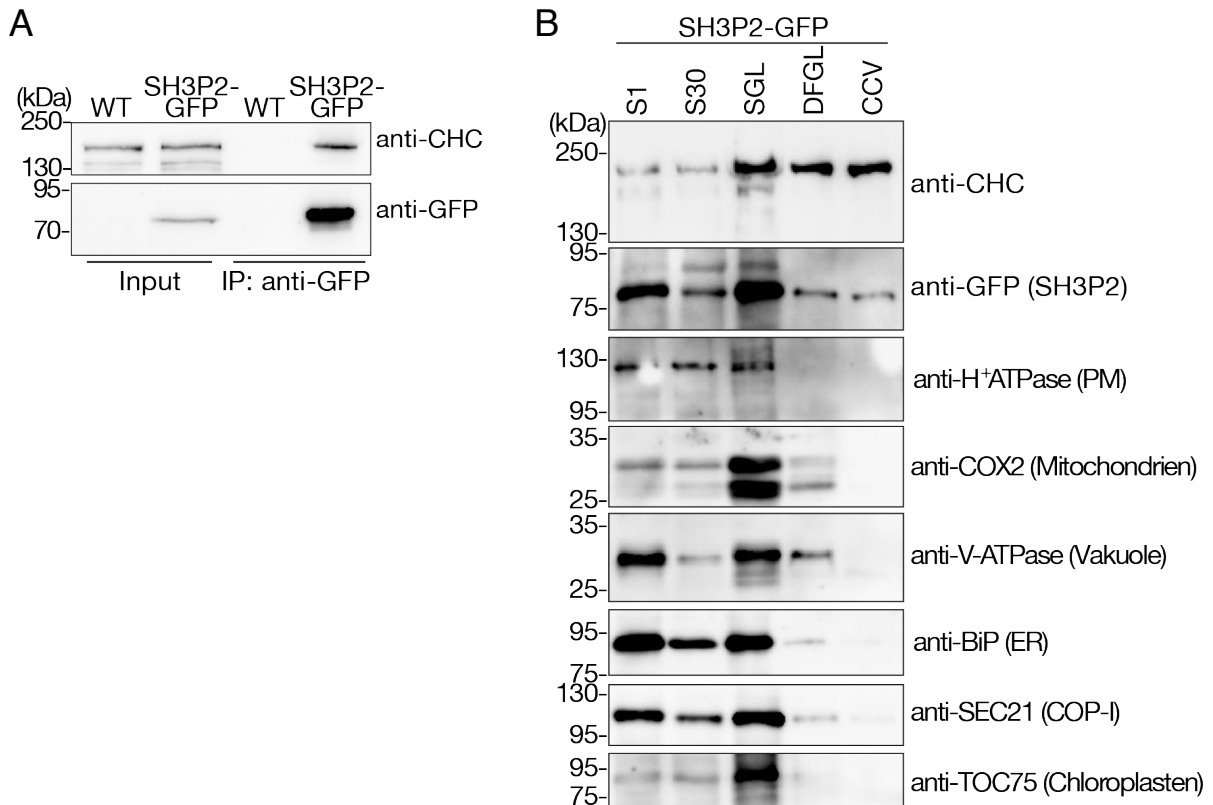 A
(kDa)
WT
SH3P2-
GFP
WT
SH3P2-
GFP
250-
130-
anti-CHC
95-
70-
anti-GFP
Input
IP: anti-GFP
B
SH3P2-GFP
S1
S30
SGL
DFGL
CCV
(kDa)
250-
130-
anti-CHC
95-
75-
anti-GFP (SH3P2)
130-
95-
anti-H⁺ATPase (PM)
35-
25-
anti-COX2 (Mitochondrien)
35-
25-
anti-V-ATPase (Vakuole)
95-
75-
anti-BiP (ER)
130-
95-
anti-SEC21 (COP-I)
95-
75-
anti-TOC75 (Chloroplasten)